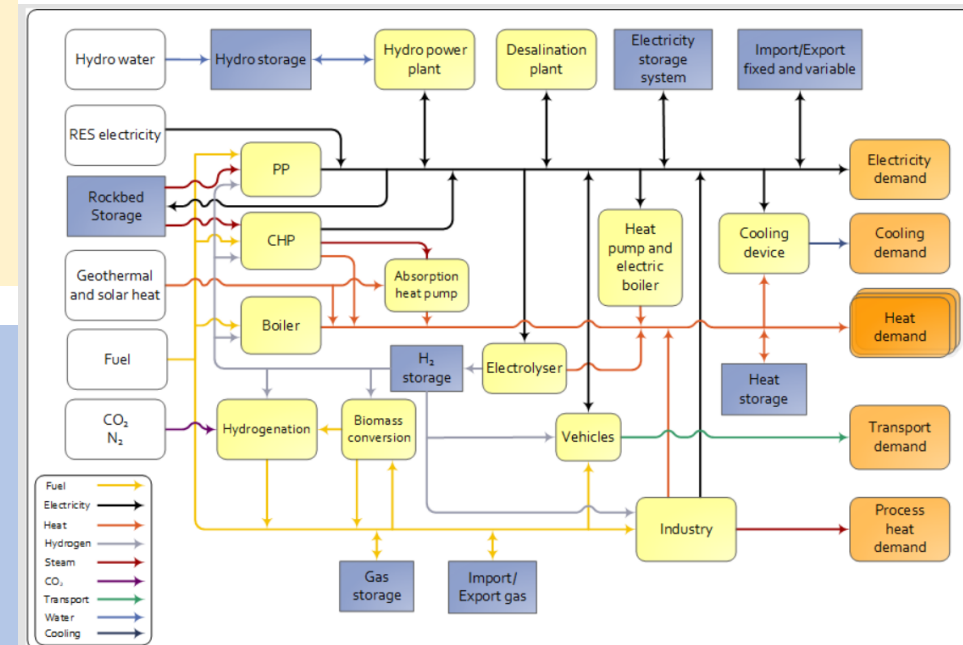 Hydro water
Hydro storage
Hydro power
plant
Desalination
plant
Electricity
storage
system
Import/Export
fixed and variable
RES electricity
PP
Electricity
demand
Rockbed
Storage
CHP
Heat
pump and
electric
boiler
Cooling
device
Cooling
demand
Geothermal
and solar heat
Absorption
heat pump
Boiler
Heat
demand
Fuel
H₂
storage
Electrolyser
Heat
storage
CO₂
N₂
Hydrogenation
Biomass
conversion
Vehicles
Transport
demand
Fuel
Electricity
Heat
Hydrogen
Steam
CO₂
Transport
Water
Cooling
Gas
storage
Import/
Export gas
Industry
Process
heat
demand